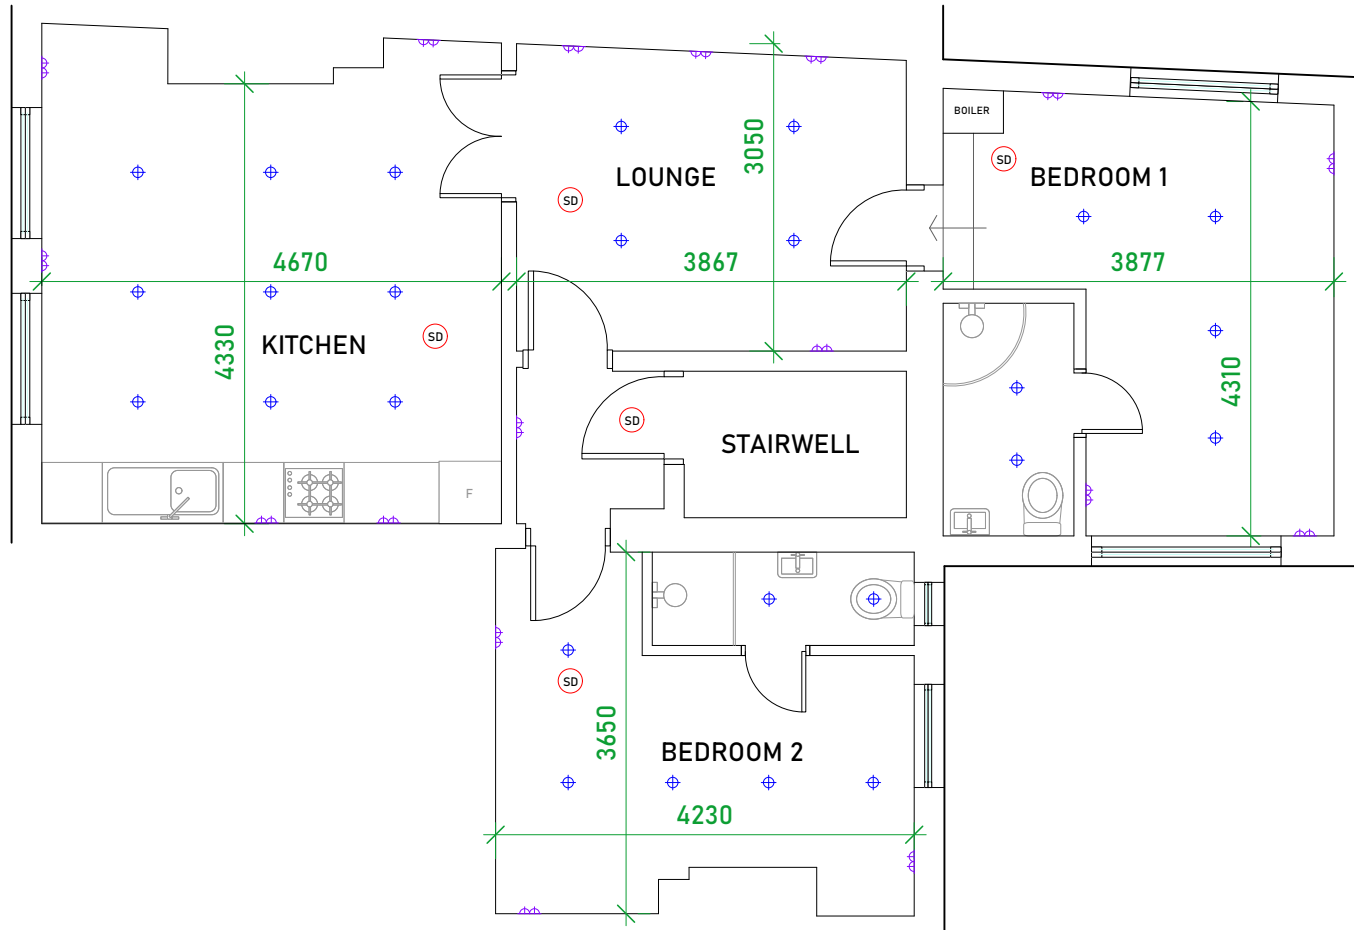 BOILER
SD
BEDROOM 1
3050
LOUNGE
SD
4670
3867
3877
KITCHEN
SD
4330
4310
SD
STAIRWELL
F
SD
3650
BEDROOM 2
4230